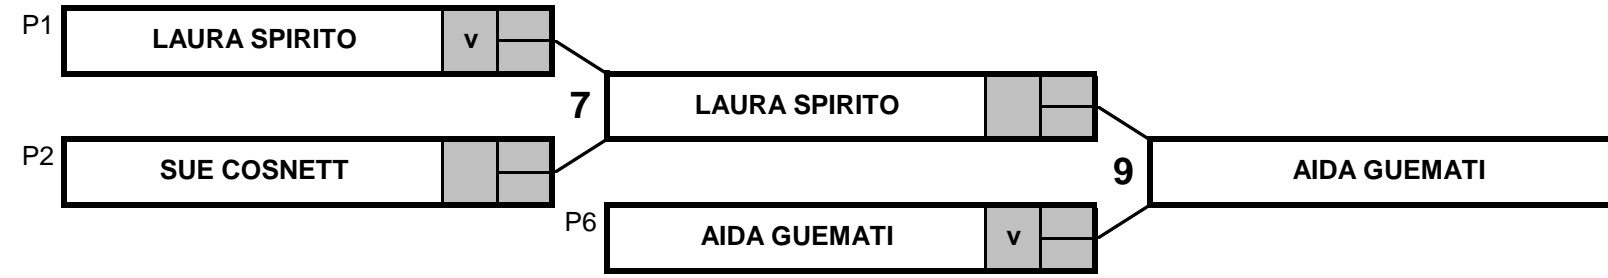 P1 LAURA SPIRITO v
7 LAURA SPIRITO
P2 SUE COSNETT
9 AIDA GUEMATI
P6 AIDA GUEMATI v